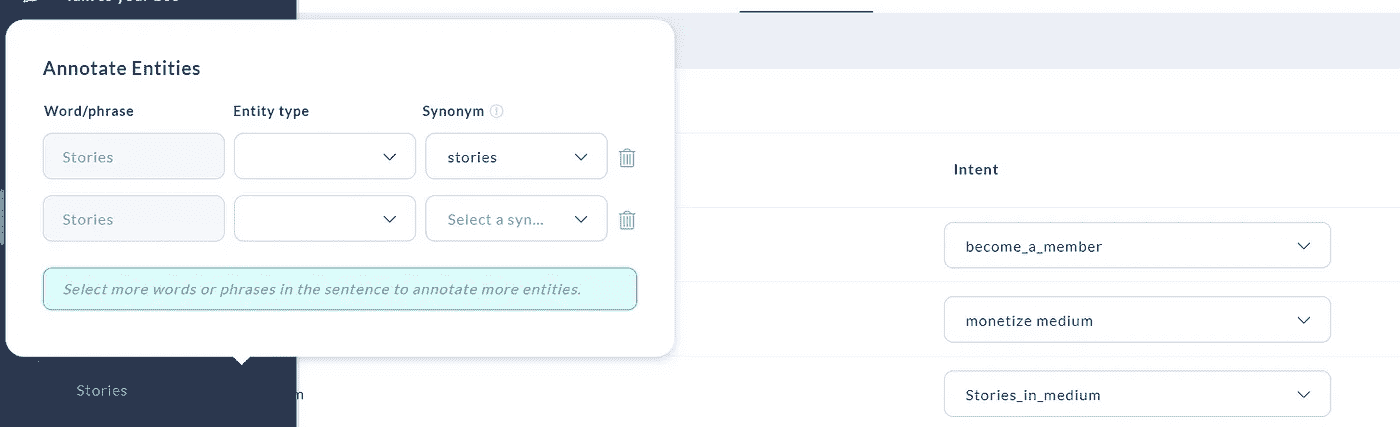 Annotate Entities
Word/phrase Entity type Synonym
Stories stories
Stories Select a syn...
Select more words or phrases in the sentence to annotate more entities.
Stories
Intent
become_a_member
monetize medium
Stories_in_medium